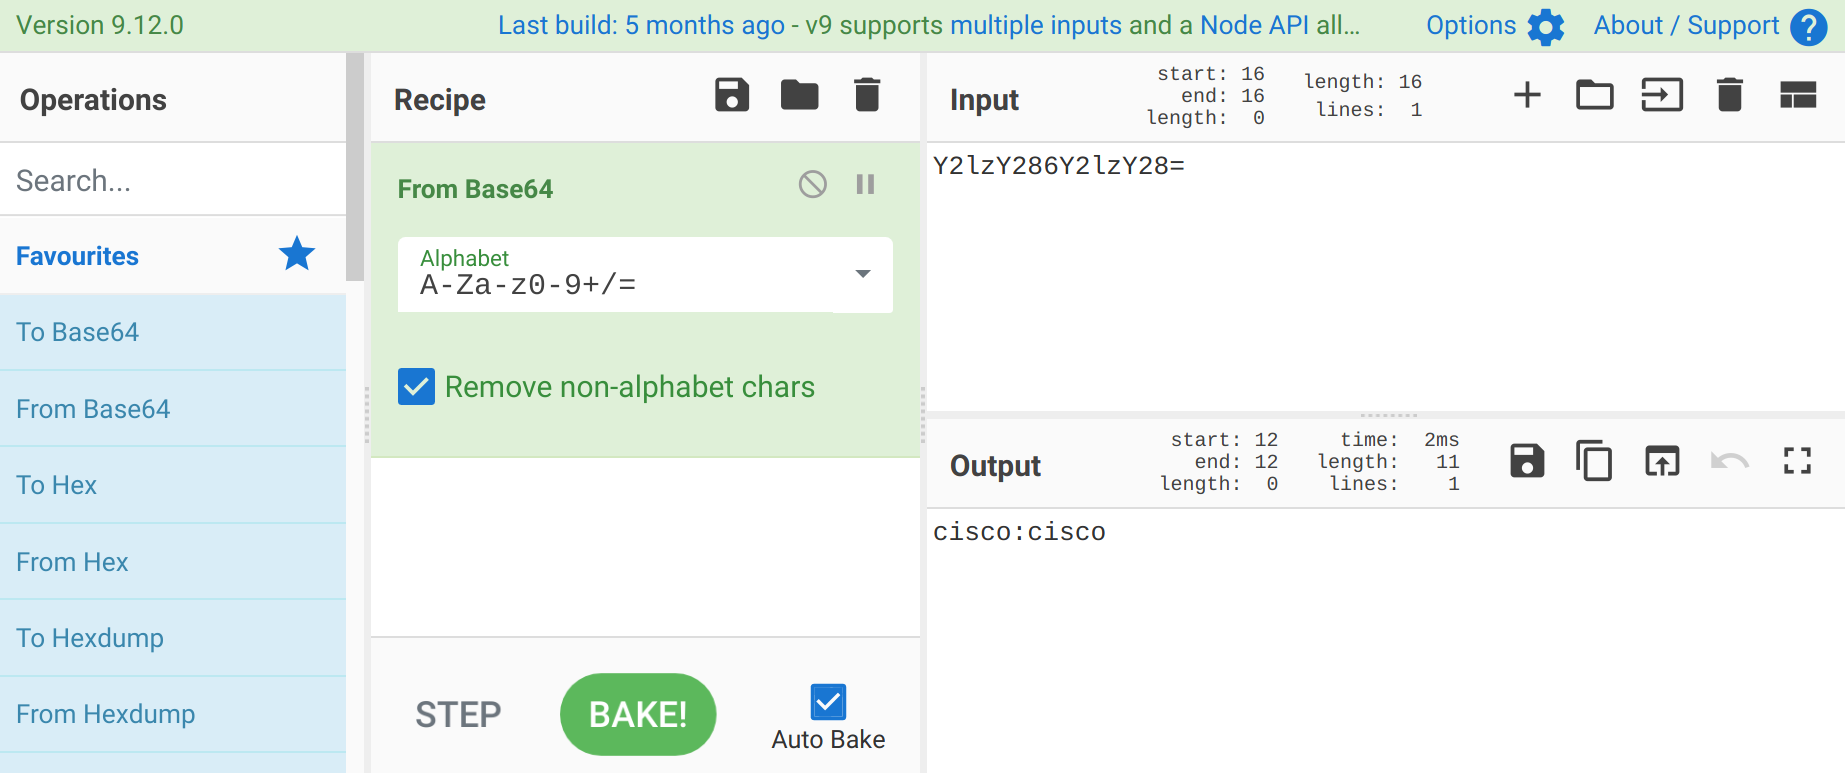 Version 9.12.0
Last build: 5 months ago - v9 supports multiple inputs and a Node API all…
Options
About / Support
Operations
Search...
Favourites
To Base64
From Base64
To Hex
From Hex
To Hexdump
From Hexdump
Recipe
From Base64
Alphabet
A-Za-z0-9+/=
Remove non-alphabet chars
STEP
BAKE!
Auto Bake
Input
start: 16
end: 16
length: 0
length: 16
lines: 1
Y2lzY286Y2lzY28=
Output
start: 12
end: 12
length: 0
time: 2ms
length: 11
lines: 1
cisco:cisco